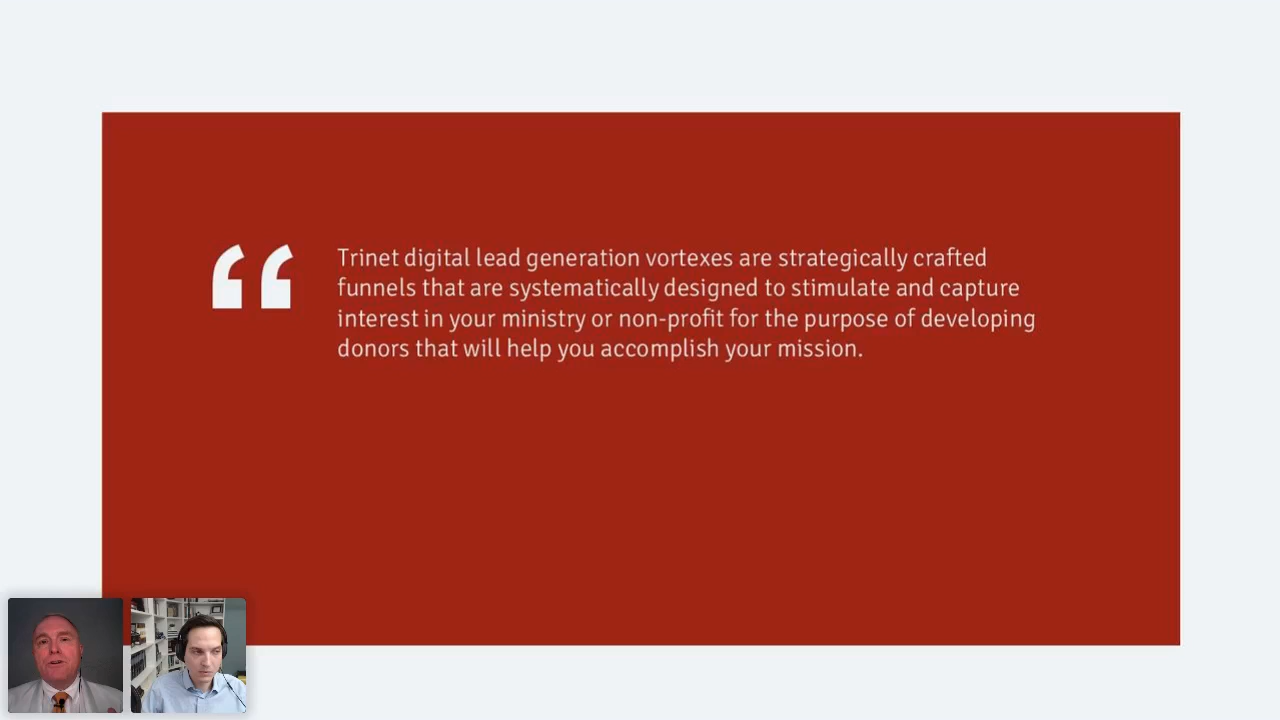 “
Trinet digital lead generation vortexes are strategically crafted
funnels that are systematically designed to stimulate and capture
interest in your ministry or non-profit for the purpose of developing
donors that will help you accomplish your mission.